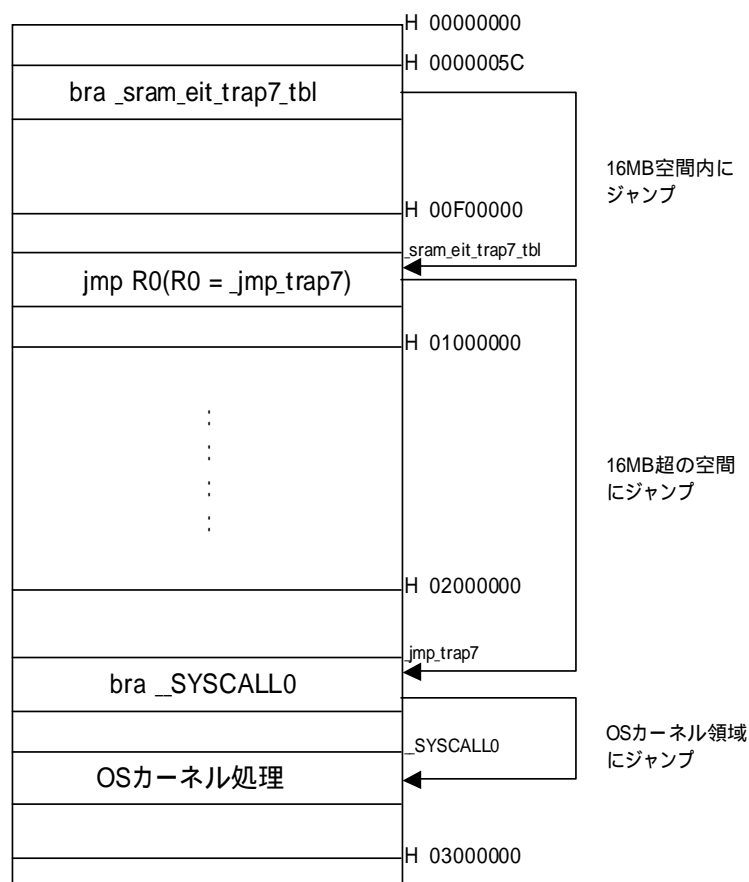 H 00000000
H 0000005C
bra _sram_eit_trap7_tbl
16MB空間内に
ジャンプ
H 00F00000
_sram_eit_trap7_tbl
jmp R0(R0 = _jmp_trap7)
H 01000000
16MB超の空間
にジャンプ
H 02000000
_jmp_trap7
bra __SYSCALL0
OSカーネル領域
にジャンプ
__SYSCALL0
OSカーネル処理
H 03000000